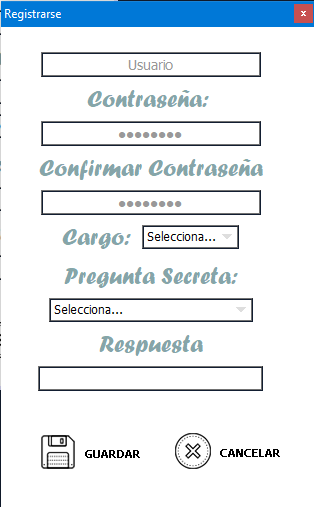 Registrarse
x
Usuario
Contraseña:
••••••••
Confirmar Contraseña
••••••••
Cargo: Selecciona...
Pregunta Secreta:
Selecciona...
Respuesta
GUARDAR CANCELAR